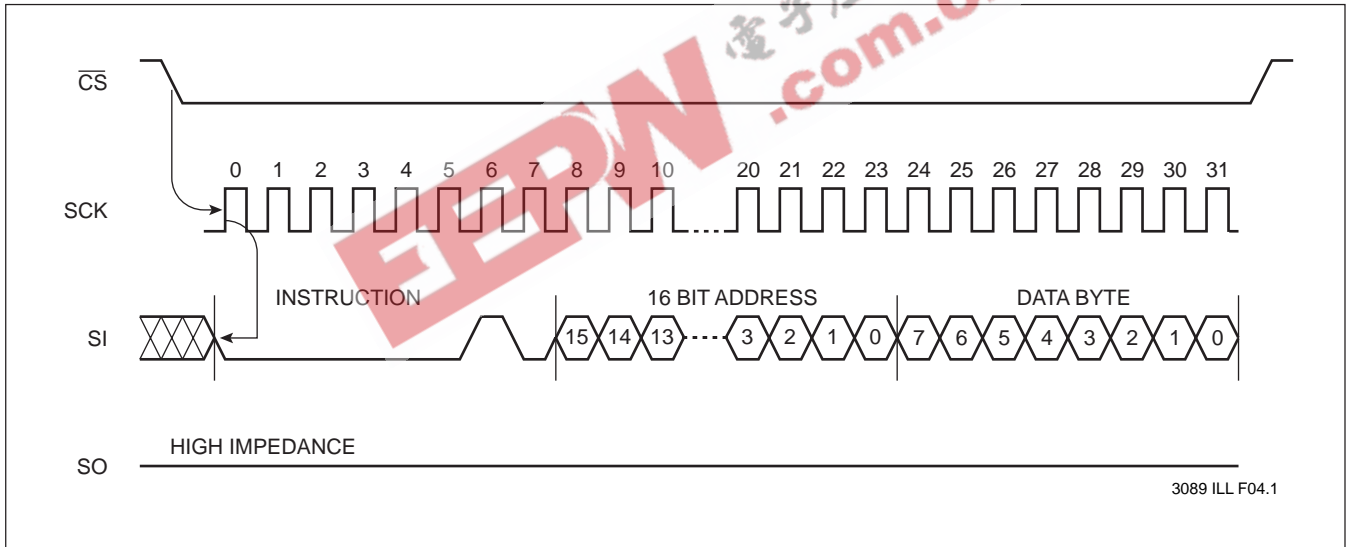 CS
0 1 2 3 4 5 6 7 8 9 10 20 21 22 23 24 25 26 27 28 29 30 31
SCK
INSTRUCTION 16 BIT ADDRESS DATA BYTE
SI 15 14 13 3 2 1 0 7 6 5 4 3 2 1 0
HIGH IMPEDANCE
SO
3089 ILL F04.1
EEPW
.com.